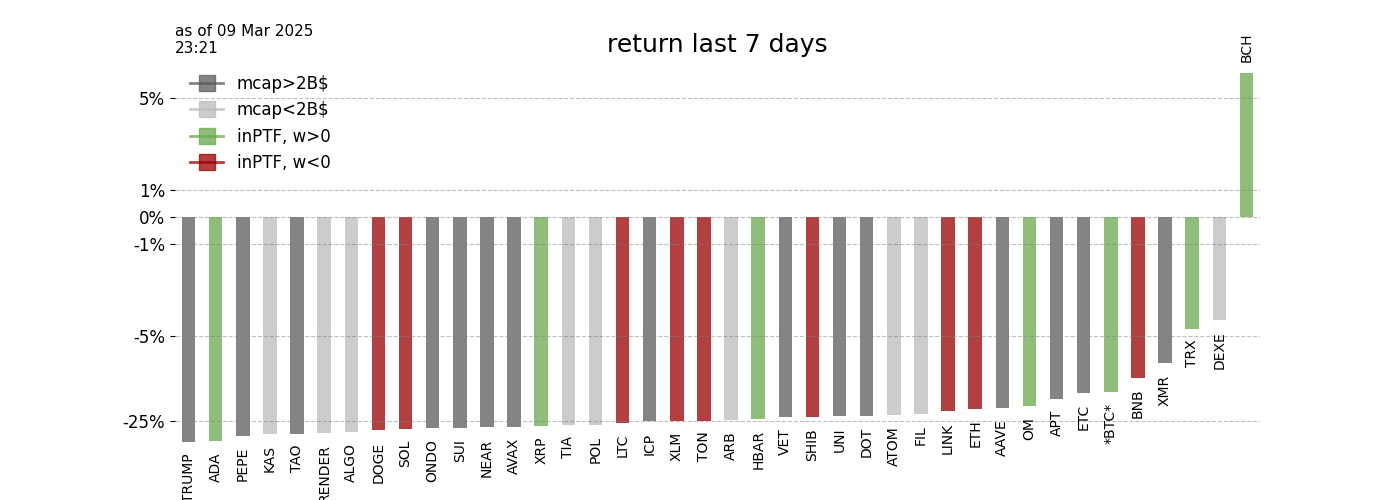 as of 09 Mar 2025
23:21
return last 7 days
mcap>2B$
mcap<2B$
inPTF, w>0
inPTF, w<0
5%
1%
0%
-1%
-5%
-25%
TRUMP
ADA
PEPE
KAS
TAO
RENDER
ALGO
DOGE
SOL
ONDO
SUI
NEAR
AVAX
XRP
TIA
POL
LTC
ICP
XLM
TON
ARB
HBAR
VET
SHIB
UNI
DOT
ATOM
FIL
LINK
ETH
AAVE
OM
APT
ETC
*BTC*
BNB
XMR
TRX
DEXE
BCH